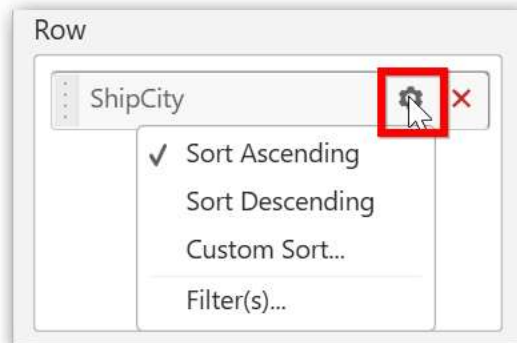 Row
ShipCity
Sort Ascending
Sort Descending
Custom Sort...
Filter(s)...